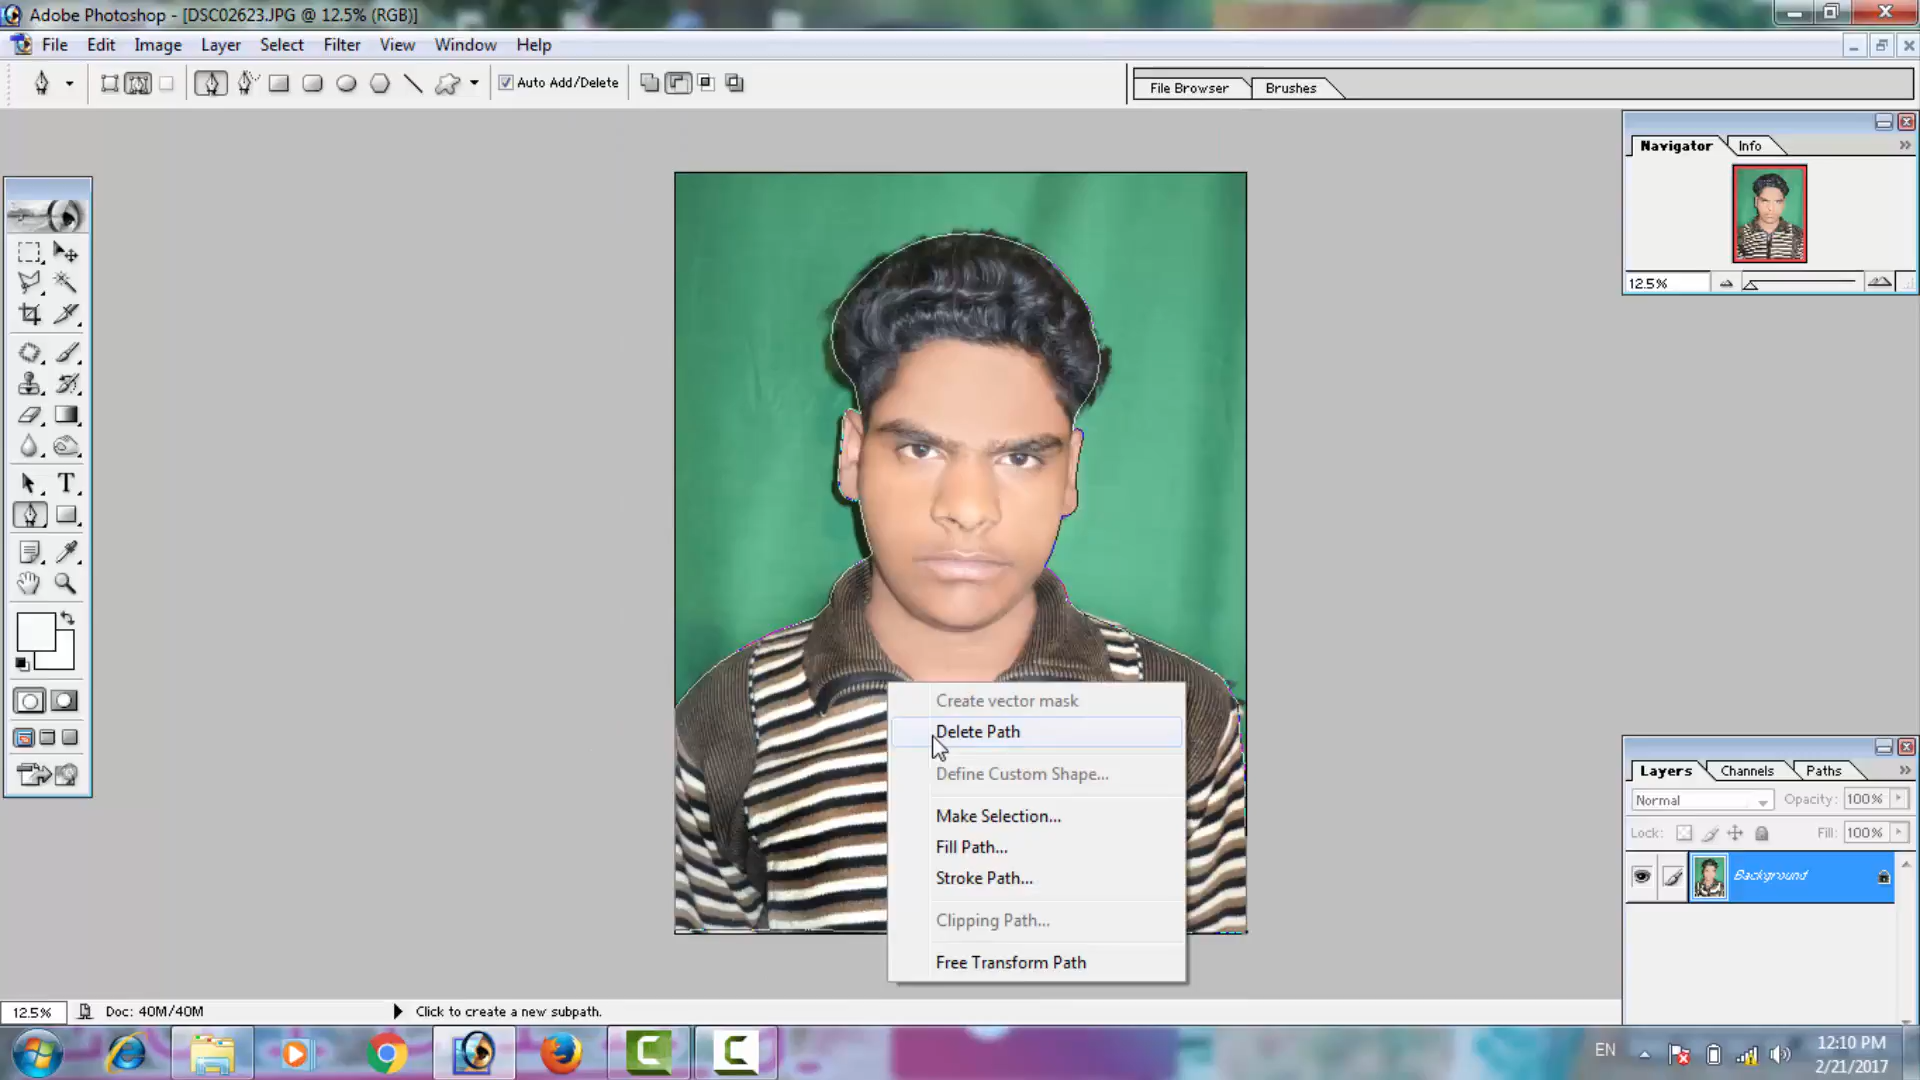 Adobe Photoshop - [DSC02623.JPG @ 12.5% (RGB)]
File Edit Image Layer Select Filter View Window Help
Auto Add/Delete
File Browser Brushes
Navigator Info
12.5%
T
Create vector mask
Delete Path
Define Custom Shape...
Make Selection...
Fill Path...
Stroke Path...
Clipping Path...
Free Transform Path
Layers Channels Paths
Normal Opacity: 100%
Lock: Fill: 100%
Background
12.5% Doc: 40M/40M Click to create a new subpath.
EN
12:10 PM
2/21/2017